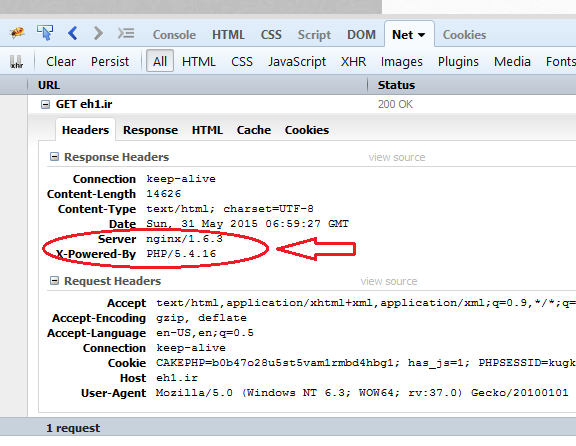 Console HTML CSS Script DOM Net Cookies
xhr Clear Persist All HTML CSS JavaScript XHR Images Plugins Media Fonts
URL Status
GET eh1.ir 200 OK
Headers Response HTML Cache Cookies
Response Headers view source
Connection keep-alive
Content-Length 14626
Content-Type text/html; charset=UTF-8
Date Sun, 31 May 2015 06:59:27 GMT
Server nginx/1.6.3
X-Powered-By PHP/5.4.16
Request Headers view source
Accept text/html,application/xhtml+xml,application/xml;q=0.9,*/*;q=
Accept-Encoding gzip, deflate
Accept-Language en-US,en;q=0.5
Connection keep-alive
Cookie CAKEPHP=b0b47o28u5st5vam1rmbd4hbg1; has_js=1; PHPSESSID=kugk
Host eh1.ir
User-Agent Mozilla/5.0 (Windows NT 6.3; WOW64; rv:37.0) Gecko/20100101
1 request